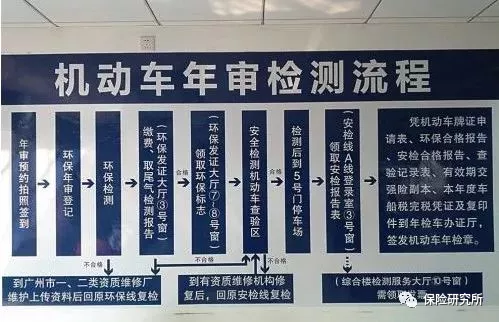 机动车年审检测流程
年审预约拍照签到
环保年审登记
环保检测
缴费、取尾气检测报告
(环保发证大厅③号窗)
合格
领取环保标志
(环保发证大厅⑦~⑧号窗)
安全检测机动车查验区
合格
检测后到5号门停车场
领取安检报告表
(安检线A线登录室③号窗)
凭机动车牌证申
请表、环保合格报告、
安检合格报告、查
验记录表、有效期交
强险副本、本年度车
船税完税凭证及复印
件到年检车办证厅,
签发机动车年检章。
不合格
不合格
到广州市一、二类资质维修厂
维护上传资料后回原环保线复检
到有资质维修机构修
复后,回原安检线复检
(综合楼检测服务大厅⑩号窗)
需领
保险研究所